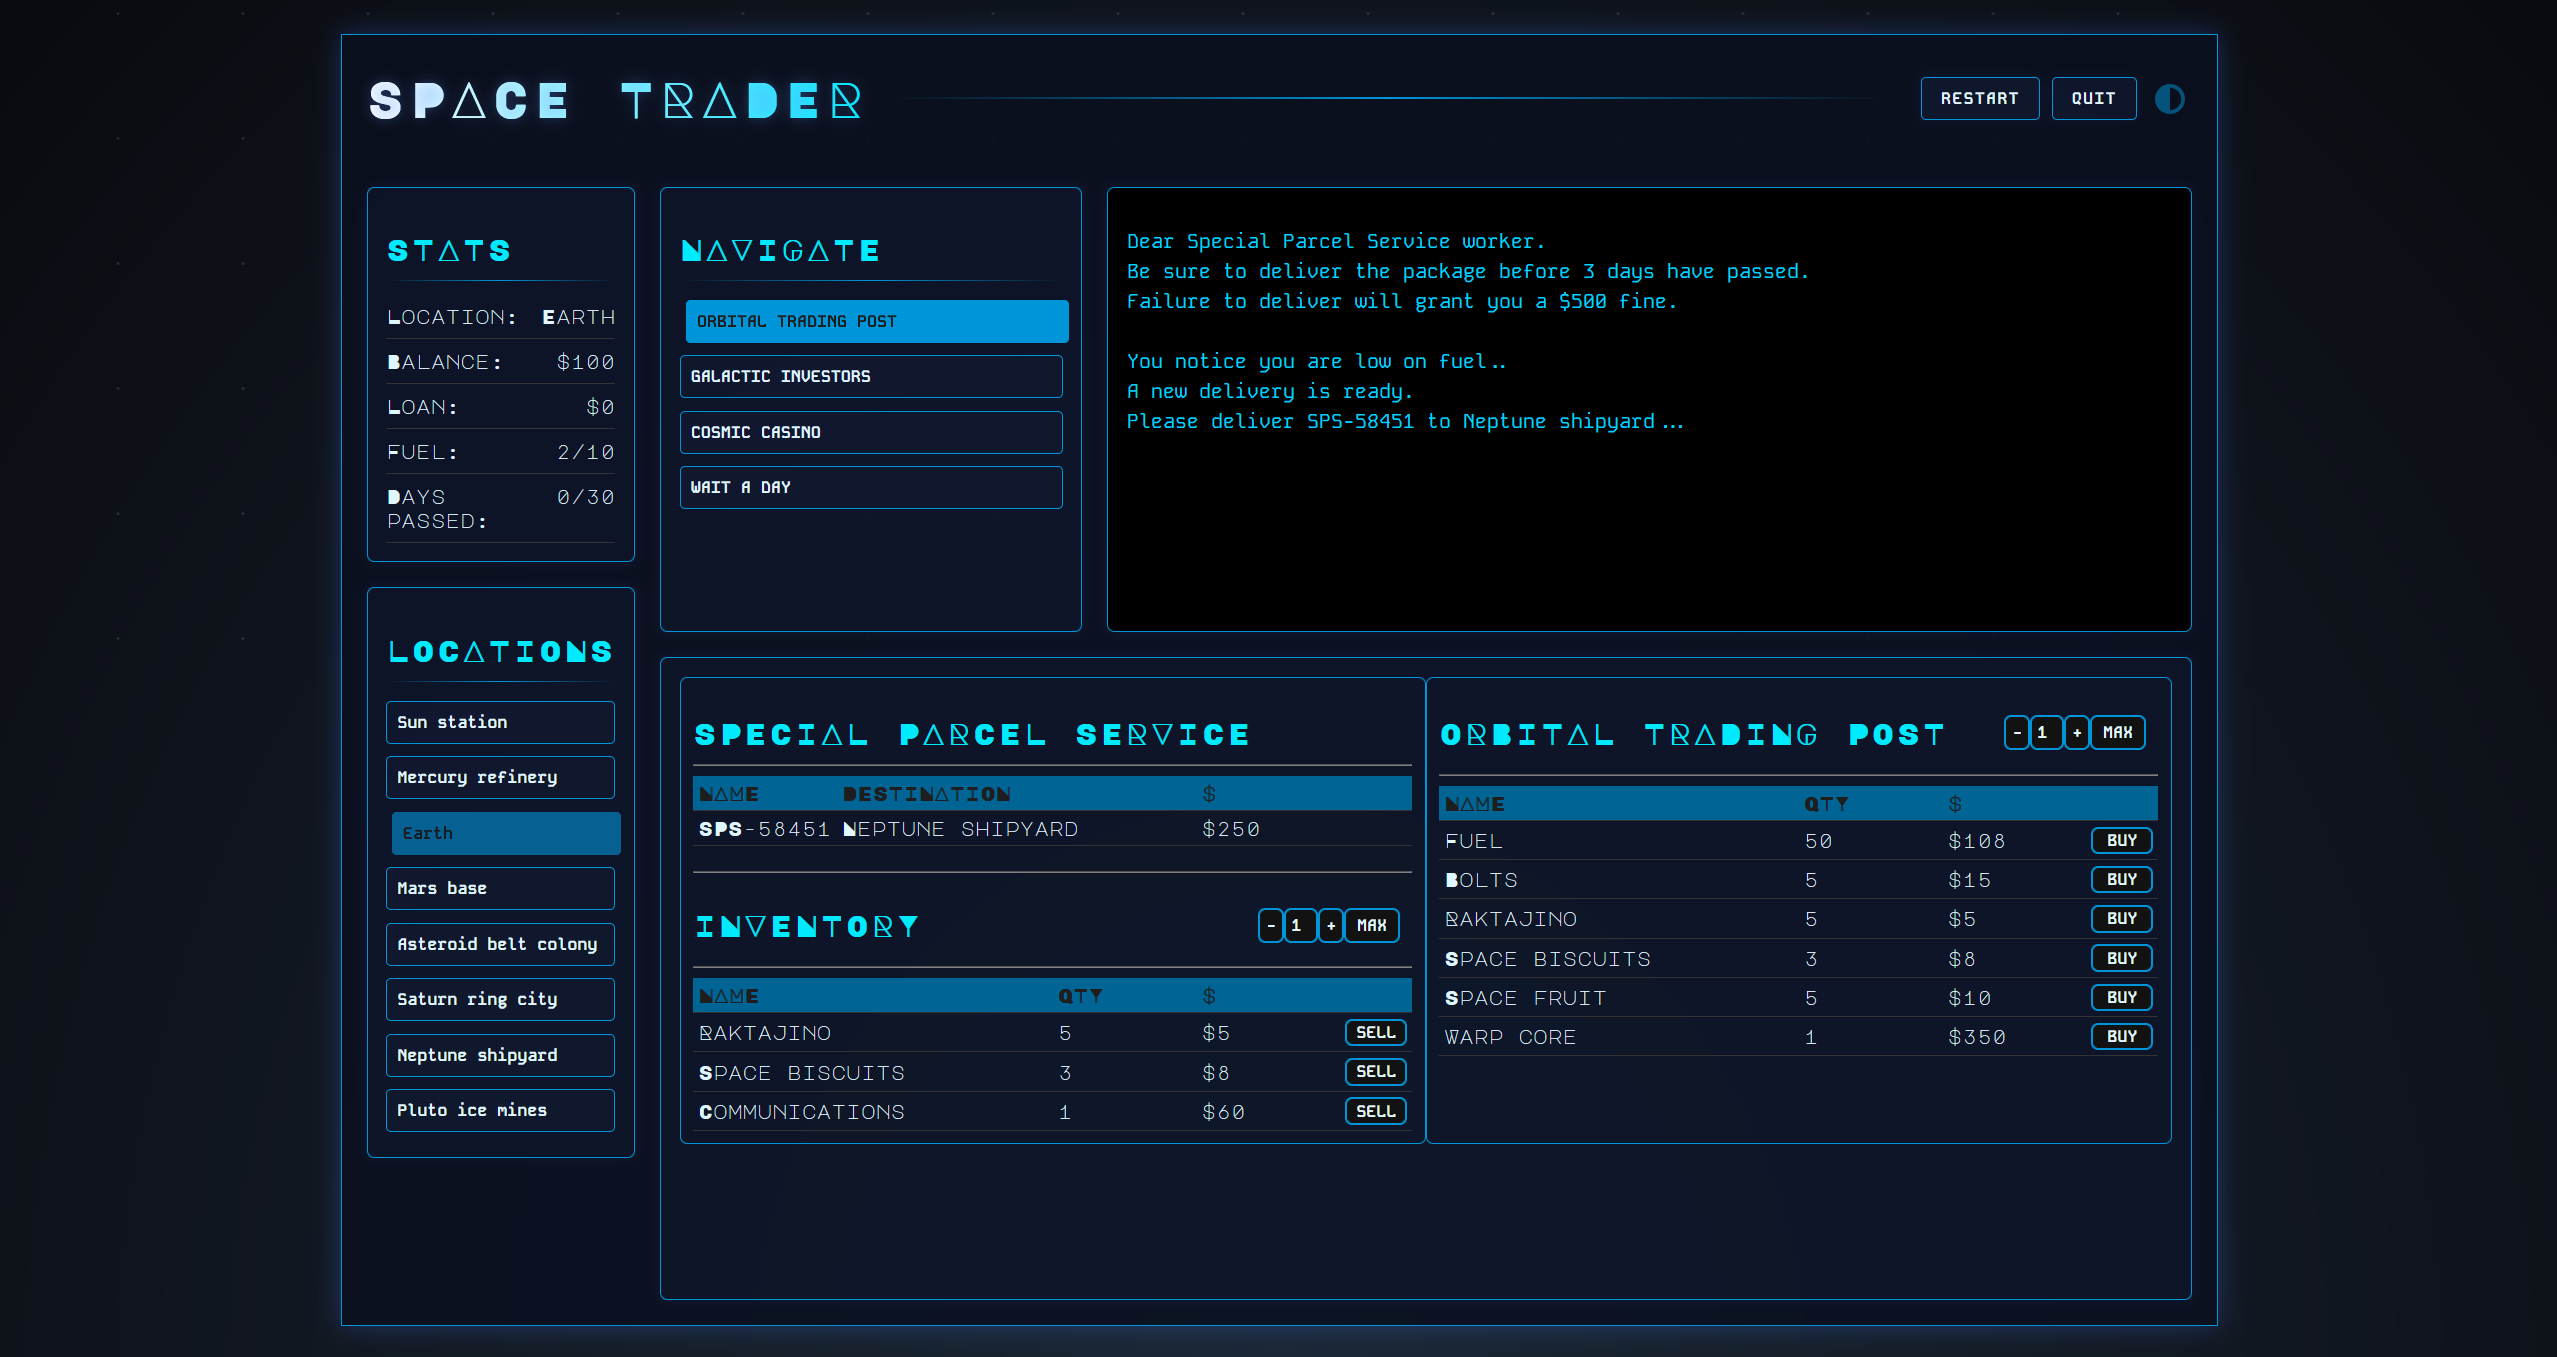 SPACE TRADER
RESTART
QUIT
STATS
LOCATION: EARTH
BALANCE: $100
LOAN: $0
FUEL: 2/10
DAYS PASSED: 0/30
NAVIGATE
ORBITAL TRADING POST
GALACTIC INVESTORS
COSMIC CASINO
WAIT A DAY
Dear Special Parcel Service worker.
Be sure to deliver the package before 3 days have passed.
Failure to deliver will grant you a $500 fine.
You notice you are low on fuel..
A new delivery is ready.
Please deliver SPS-58451 to Neptune shipyard...
LOCATIONS
Sun station
Mercury refinery
Earth
Mars base
Asteroid belt colony
Saturn ring city
Neptune shipyard
Pluto ice mines
SPECIAL PARCEL SERVICE
NAME DESTINATION $
SPS-58451 NEPTUNE SHIPYARD $250
INVENTORY - 1 + MAX
NAME QTY $
RAKTAJINO 5 $5 SELL
SPACE BISCUITS 3 $8 SELL
COMMUNICATIONS 1 $60 SELL
ORBITAL TRADING POST - 1 + MAX
NAME QTY $
FUEL 50 $108 BUY
BOLTS 5 $15 BUY
RAKTAJINO 5 $5 BUY
SPACE BISCUITS 3 $8 BUY
SPACE FRUIT 5 $10 BUY
WARP CORE 1 $350 BUY